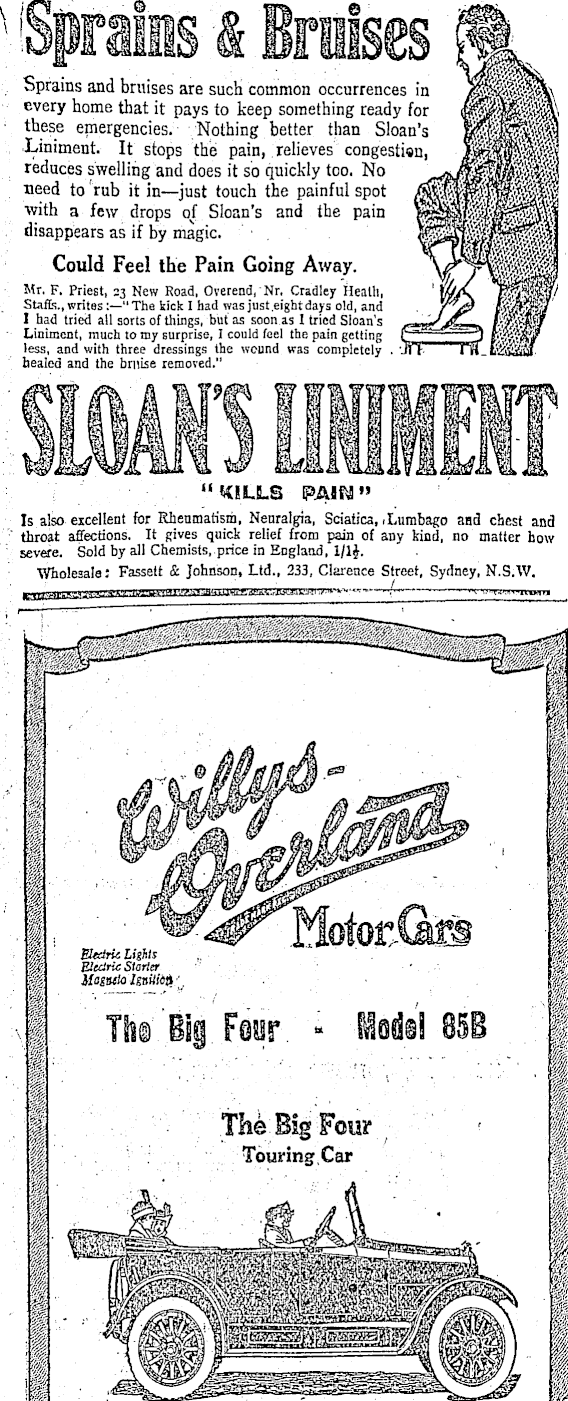 Sprains & Bruises
Sprains and bruises are such common occurrences in
every home that it pays to keep something ready for
these emergencies. Nothing better than Sloan's
Liniment. It stops the pain, relieves congestion,
reduces swelling and does it so quickly too. No
need to rub it in—just touch the painful spot
with a few drops of Sloan's and the pain
disappears as if by magic.
Could Feel the Pain Going Away.
Mr. F. Priest, 23 New Road, Overend, Nr. Cradley Heath,
Staffs., writes:—"The kick I had was just eight days old, and
I had tried all sorts of things, but as soon as I tried Sloan's
Liniment, much to my surprise, I could feel the pain getting
less, and with three dressings the wound was completely
healed and the bruise removed."
SLOAN'S LINIMENT
"KILLS PAIN"
Is also excellent for Rheumatism, Neuralgia, Sciatica, Lumbago and chest and
throat affections. It gives quick relief from pain of any kind, no matter how
severe. Sold by all Chemists, price in England, 1/1½.
Wholesale: Fassett & Johnson, Ltd., 233, Clarence Street, Sydney, N.S.W.
Willys-
Overland
Motor Cars
Electric Lights
Electric Starter
Magneto Ignition
The Big Four - Model 85B
The Big Four
Touring Car